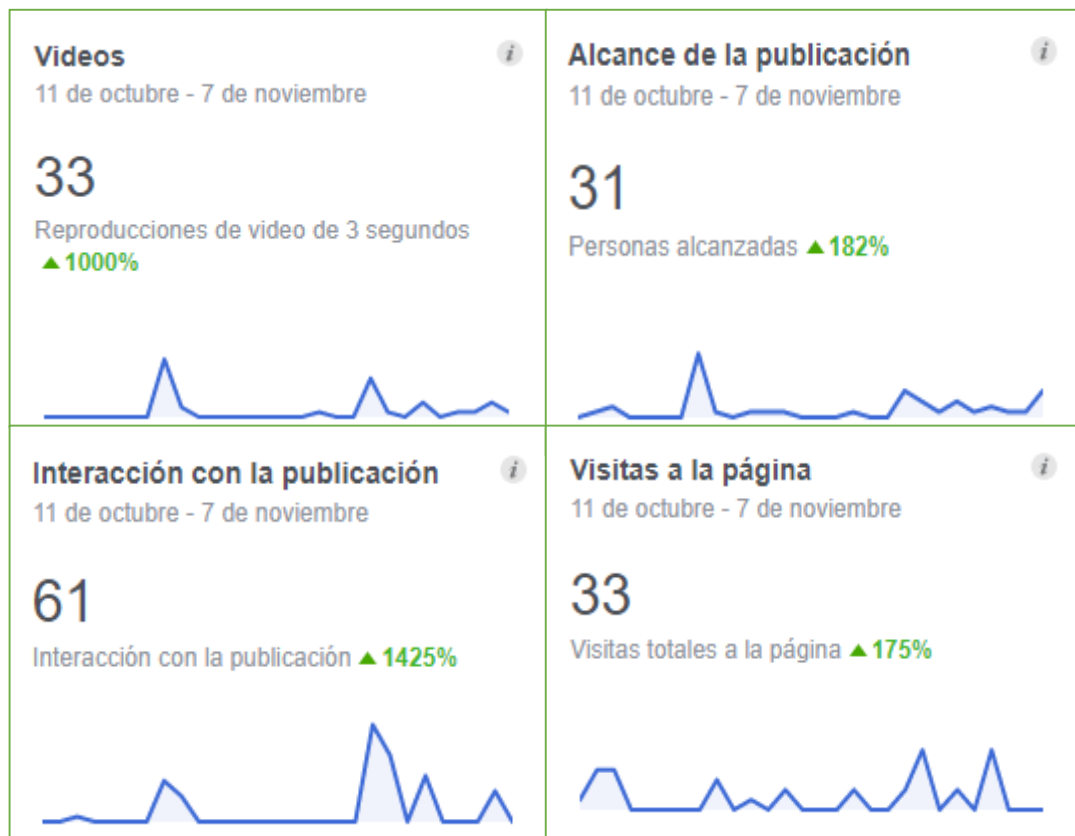 Videos
11 de octubre - 7 de noviembre
33
Reproducciones de video de 3 segundos
▲ 1000%
Alcance de la publicación
11 de octubre - 7 de noviembre
31
Personas alcanzadas ▲ 182%
Interacción con la publicación
11 de octubre - 7 de noviembre
61
Interacción con la publicación ▲ 1425%
Visitas a la página
11 de octubre - 7 de noviembre
33
Visitas totales a la página ▲ 175%